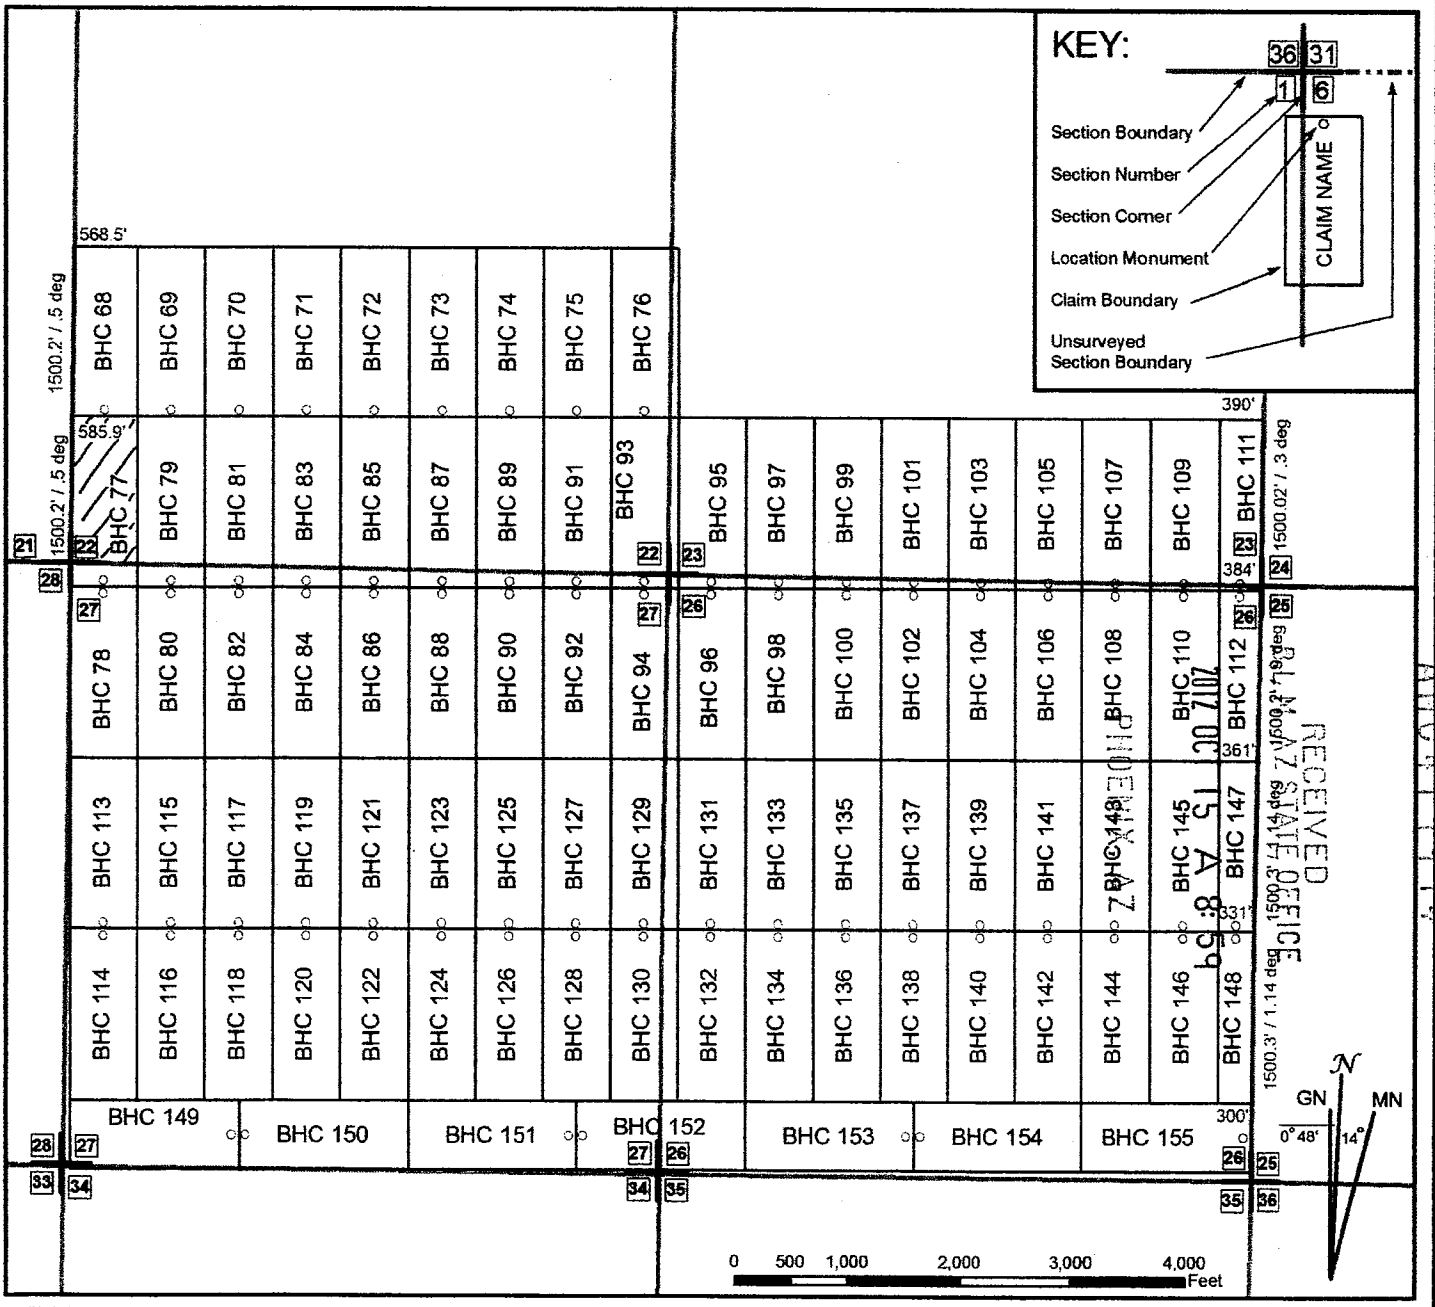 KEY:
36 31
1 6
Section Boundary
Section Number
Section Corner
Location Monument
Claim Boundary
Unsurveyed
Section Boundary
CLAIM NAME
568.5'
1500.2' / .5 deg
BHC 68
BHC 69
BHC 70
BHC 71
BHC 72
BHC 73
BHC 74
BHC 75
BHC 76
390'
585.9'
1500.2' / .5 deg
BHC 77
BHC 79
BHC 81
BHC 83
BHC 85
BHC 87
BHC 89
BHC 91
BHC 93
BHC 95
BHC 97
BHC 99
BHC 101
BHC 103
BHC 105
BHC 107
BHC 109
BHC 111
1500.02' / .3 deg
21 22
22 23
23 24
384'
28
27
27 26
26 25
BHC 78
BHC 80
BHC 82
BHC 84
BHC 86
BHC 88
BHC 90
BHC 92
BHC 94
BHC 96
BHC 98
BHC 100
BHC 102
BHC 104
BHC 106
BHC 108
BHC 110
BHC 112
361'
BHC 113
BHC 115
BHC 117
BHC 119
BHC 121
BHC 123
BHC 125
BHC 127
BHC 129
BHC 131
BHC 133
BHC 135
BHC 137
BHC 139
BHC 141
BHC 143
BHC 145
BHC 147
1500.3' / 1.14 deg
331'
RECEIVED
BLM AZ STATE OFFICE
2012 OCT 15 A 8:59
PHOENIX, AZ
BHC 114
BHC 116
BHC 118
BHC 120
BHC 122
BHC 124
BHC 126
BHC 128
BHC 130
BHC 132
BHC 134
BHC 136
BHC 138
BHC 140
BHC 142
BHC 144
BHC 146
BHC 148
1500.3' / 1.14 deg
BHC 149
BHC 150
BHC 151
BHC 152
BHC 153
BHC 154
BHC 155
300'
28 27
27 26
26 25
33 34
34 35
35 36
N
GN
MN
0° 48'
14°
0 500 1,000 2,000 3,000 4,000
Feet